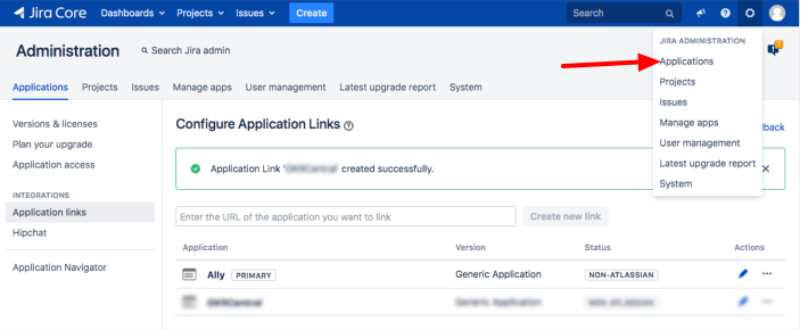 Jira Core Dashboards Projects Issues Create Search
Administration Search Jira admin
JIRA ADMINISTRATION
Applications
Projects
Issues
Manage apps
User management
Latest upgrade report
System
Applications Projects Issues Manage apps User management Latest upgrade report System
Versions & licenses
Plan your upgrade
Application access
INTEGRATIONS
Application links
Hipchat
Application Navigator
Configure Application Links
back
Application Link ' created successfully.
Enter the URL of the application you want to link Create new link
Application Version Status Actions
Ally PRIMARY Generic Application NON-ATLASSIAN
Generic Application NON-ATLASSIAN